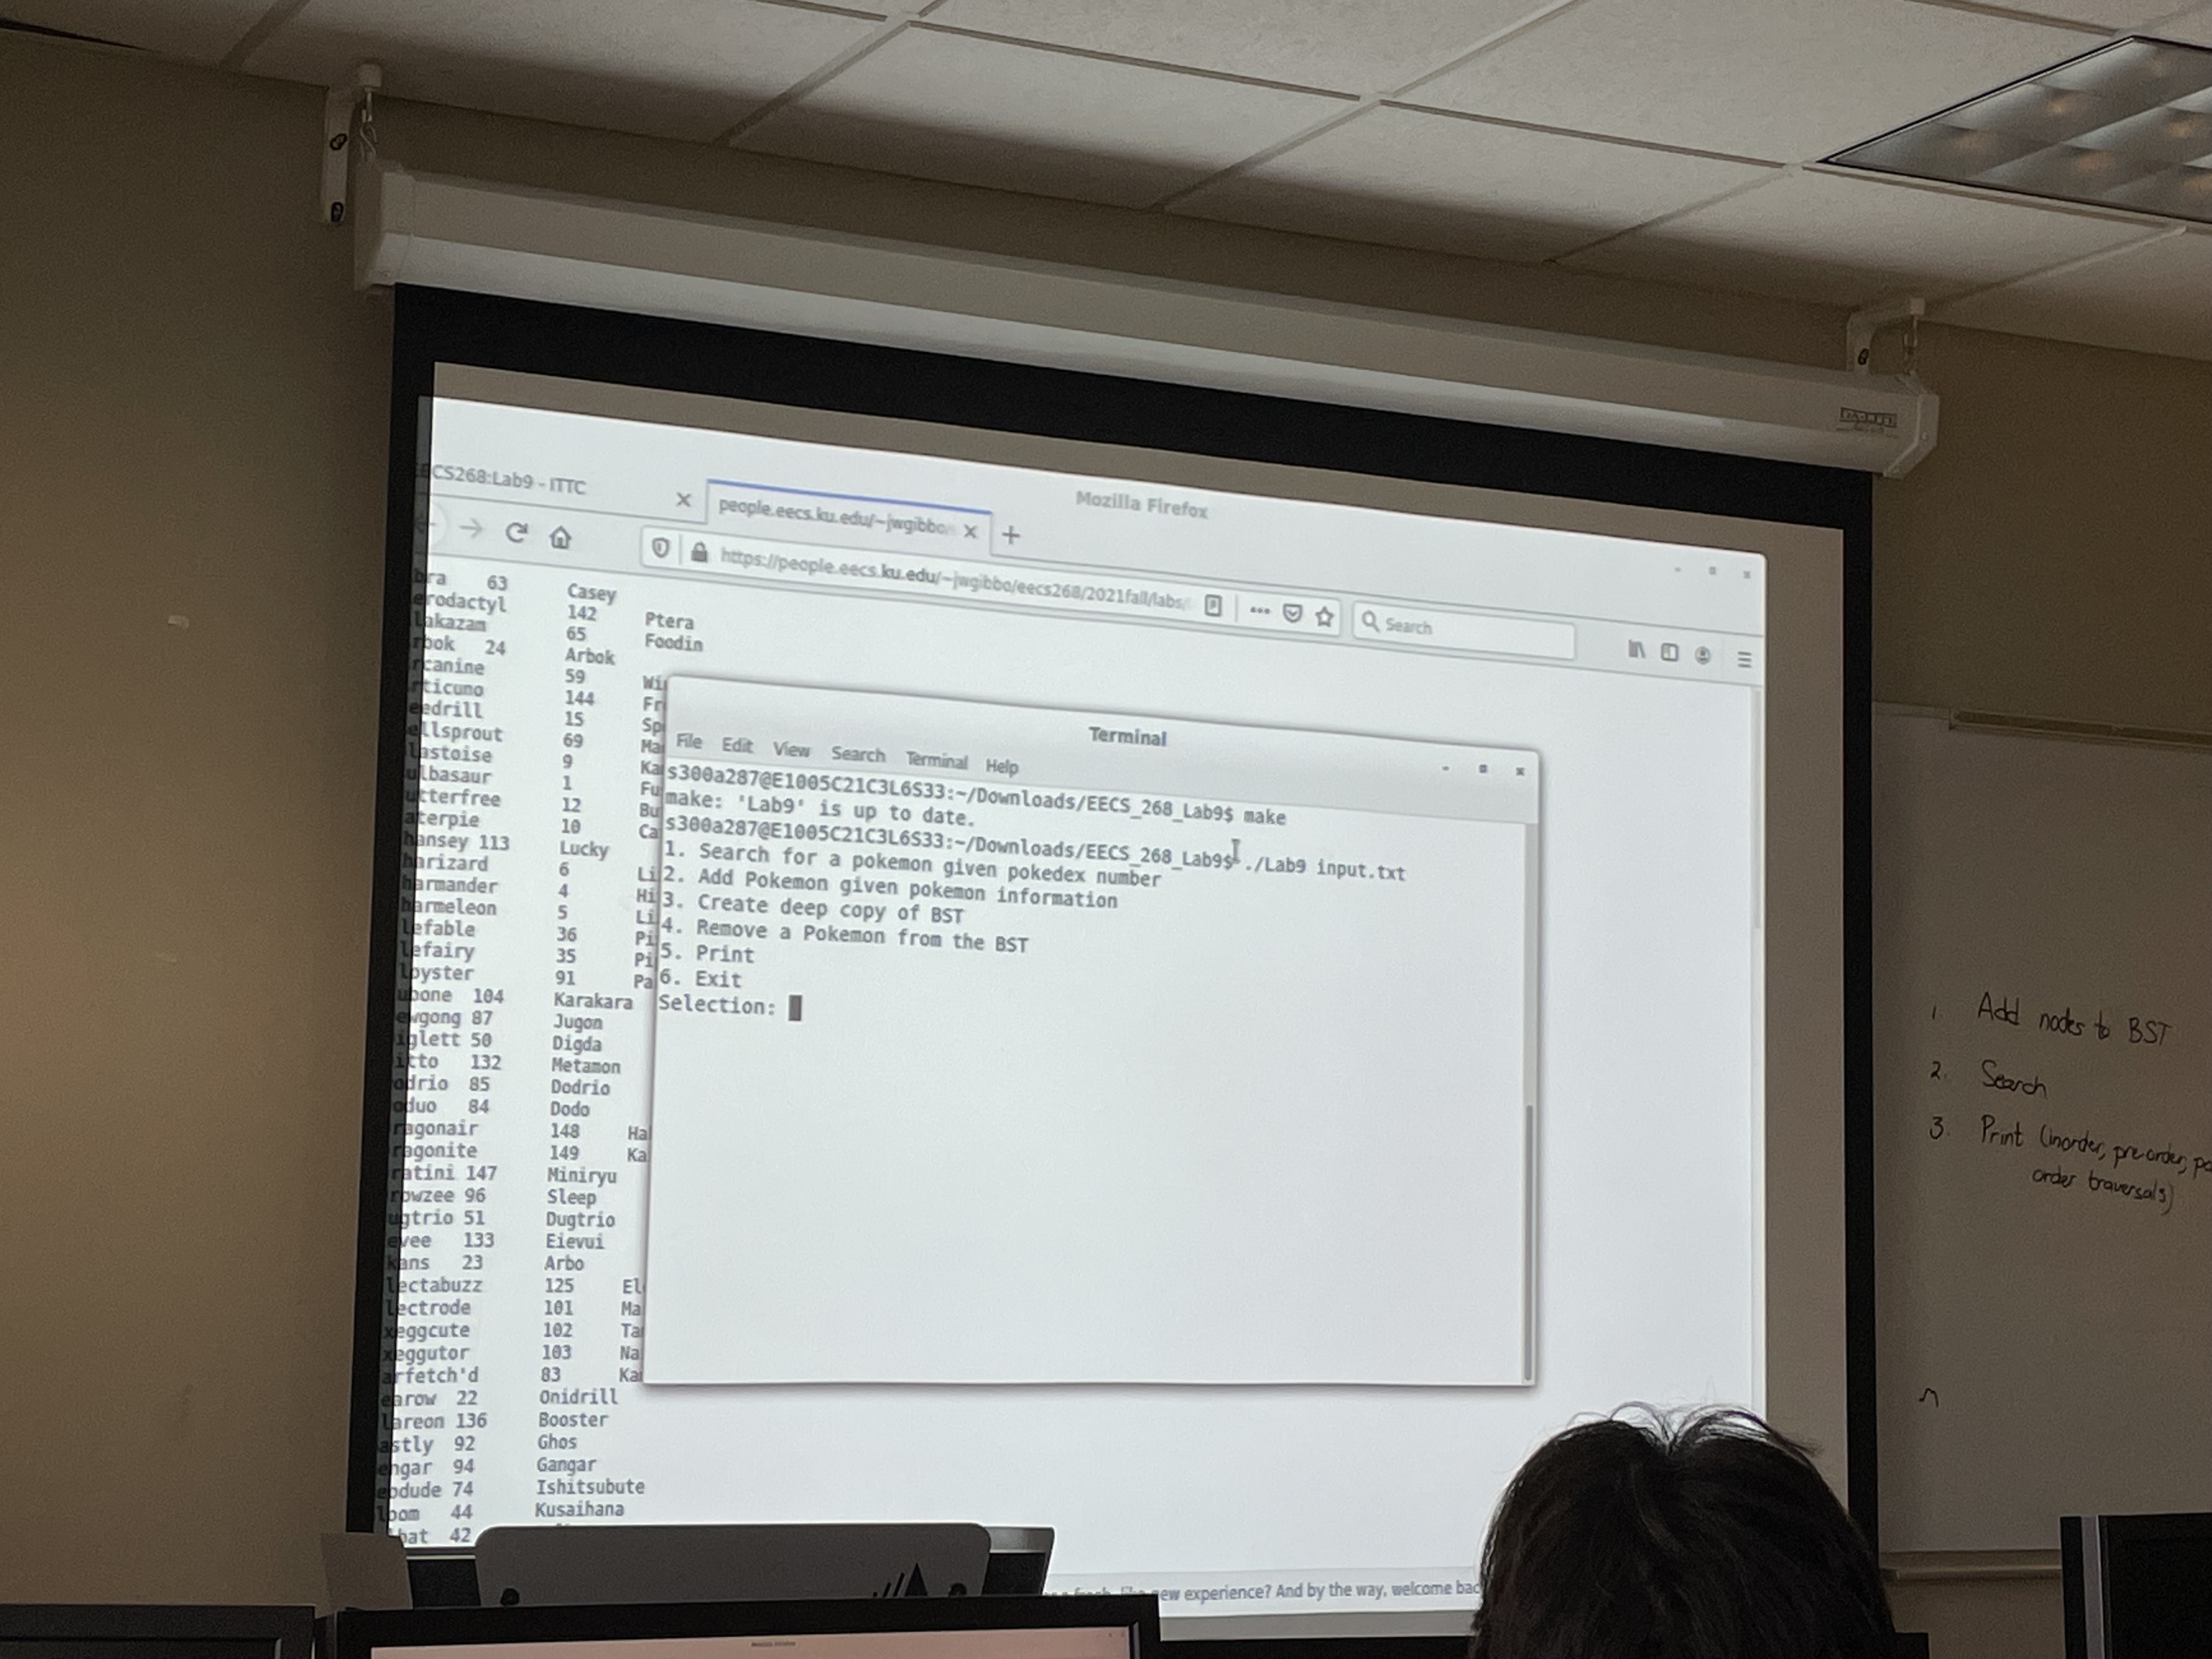 DA-LITE
Mozilla Firefox
ECS268:Lab9 - ITTC
people.eecs.ku.edu/~jwgibbo/
https://people.eecs.ku.edu/~jwgibbo/eecs268/2021fall/labs/
Search
bra 63 Casey
erodactyl 142 Ptera
lakazam 65 Foodin
rbok 24 Arbok
rcanine 59 Wi
rticuno 144 Fr
eedrill 15 Sp
ellsprout 69 Ma
lastoise 9 Ka
ulbasaur 1 Fu
utterfree 12 Bu
aterpie 10 Ca
hansey 113 Lucky
harizard 6 Li
harmander 4 Hi
harmeleon 5 Li
lefable 36 Pi
lefairy 35 Pi
loyster 91 Pa
ubone 104 Karakara
ewgong 87 Jugon
iglett 50 Digda
itto 132 Metamon
odrio 85 Dodrio
oduo 84 Dodo
ragonair 148 Ha
ragonite 149 Ka
ratini 147 Miniryu
rowzee 96 Sleep
ugtrio 51 Dugtrio
evee 133 Eievui
kans 23 Arbo
lectabuzz 125 El
lectrode 101 Ma
xeggcute 102 Ta
xeggutor 103 Na
arfetch'd 83 Ka
earow 22 Onidrill
lareon 136 Booster
astly 92 Ghos
engar 94 Gangar
eodude 74 Ishitsubute
loom 44 Kusaihana
bat 42
Terminal
File Edit View Search Terminal Help
s300a287@E1005C21C3L6S33:~/Downloads/EECS_268_Lab9$ make
make: 'Lab9' is up to date.
s300a287@E1005C21C3L6S33:~/Downloads/EECS_268_Lab9$ ./Lab9 input.txt
1. Search for a pokemon given pokedex number
2. Add Pokemon given pokemon information
3. Create deep copy of BST
4. Remove a Pokemon from the BST
5. Print
6. Exit
Selection:
ew experience? And by the way, welcome bac
1. Add nodes to BST
2. Search
3. Print (inorder, pre-order, po
order traversals)